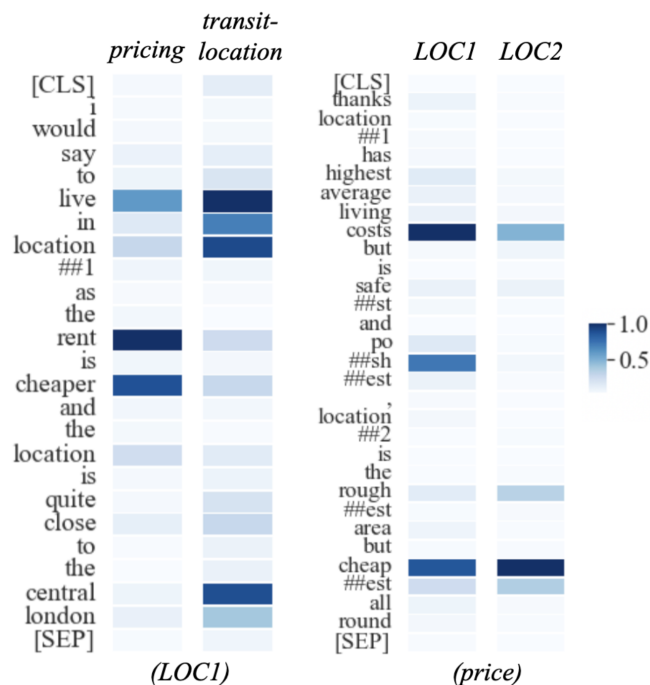 pricing
transit-
location
[CLS]
i
would
say
to
live
in
location
##1
as
the
rent
is
cheaper
and
the
location
is
quite
close
to
the
central
london
[SEP]
(LOC1)
LOC1 LOC2
[CLS]
thanks
location
##1
has
highest
average
living
costs
but
is
safe
##st
and
po
##sh
##est
,
location
##2
is
the
rough
##est
area
but
cheap
##est
all
round
[SEP]
(price)
1.0
0.5